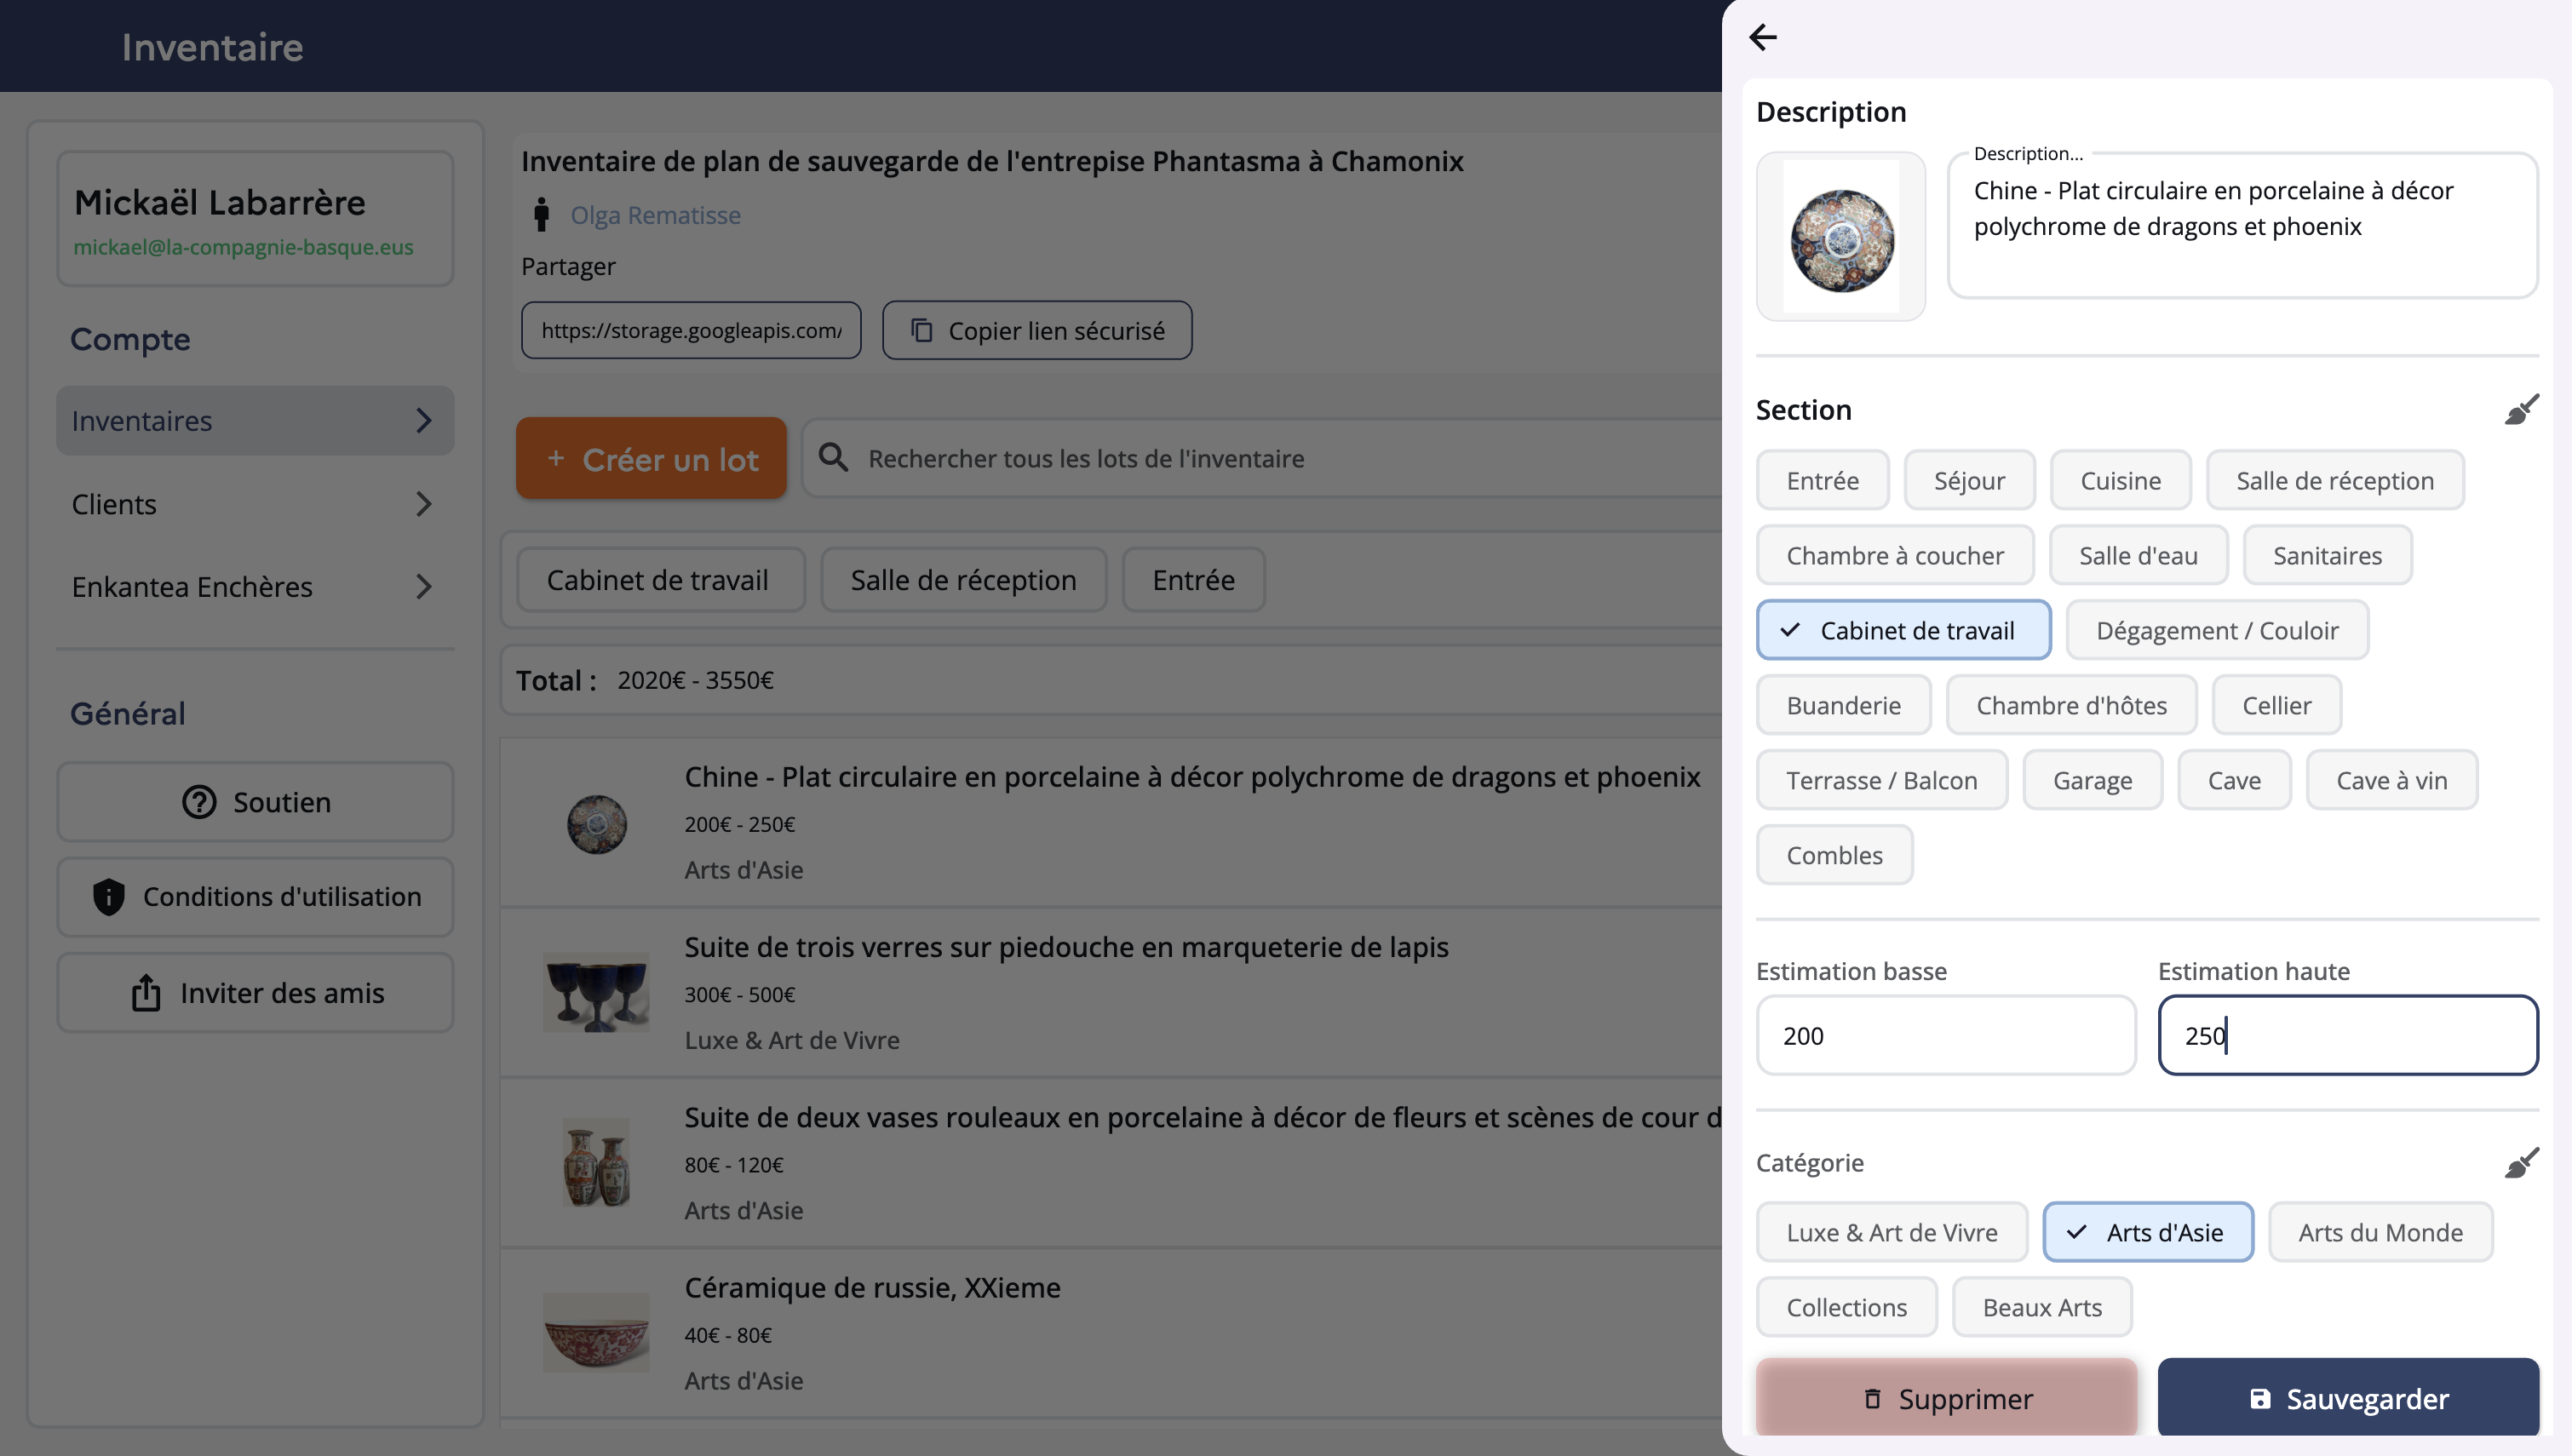 Inventaire
Mickaël Labarrère
mickael@la-compagnie-basque.eus
Compte
Inventaires
Clients
Enkantea Enchères
Général
Soutien
Conditions d'utilisation
Inviter des amis
Inventaire de plan de sauvegarde de l'entrepise Phantasma à Chamonix
Olga Rematisse
Partager
https://storage.googleapis.com/
Copier lien sécurisé
+ Créer un lot
Rechercher tous les lots de l'inventaire
Cabinet de travail
Salle de réception
Entrée
Total : 2020€ - 3550€
Chine - Plat circulaire en porcelaine à décor polychrome de dragons et phoenix
200€ - 250€
Arts d'Asie
Suite de trois verres sur piedouche en marqueterie de lapis
300€ - 500€
Luxe & Art de Vivre
Suite de deux vases rouleaux en porcelaine à décor de fleurs et scènes de cour d
80€ - 120€
Arts d'Asie
Céramique de russie, XXieme
40€ - 80€
Arts d'Asie
Description
Description...
Chine - Plat circulaire en porcelaine à décor
polychrome de dragons et phoenix
Section
Entrée
Séjour
Cuisine
Salle de réception
Chambre à coucher
Salle d'eau
Sanitaires
Cabinet de travail
Dégagement / Couloir
Buanderie
Chambre d'hôtes
Cellier
Terrasse / Balcon
Garage
Cave
Cave à vin
Combles
Estimation basse
200
Estimation haute
250
Catégorie
Luxe & Art de Vivre
Arts d'Asie
Arts du Monde
Collections
Beaux Arts
Supprimer
Sauvegarder